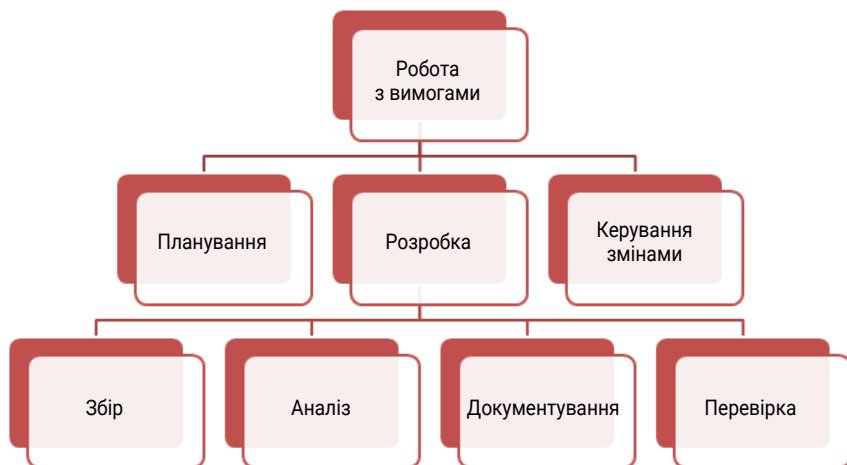 Робота
з вимогами
Планування
Розробка
Керування
змінами
Збір
Аналіз
Документування
Перевірка